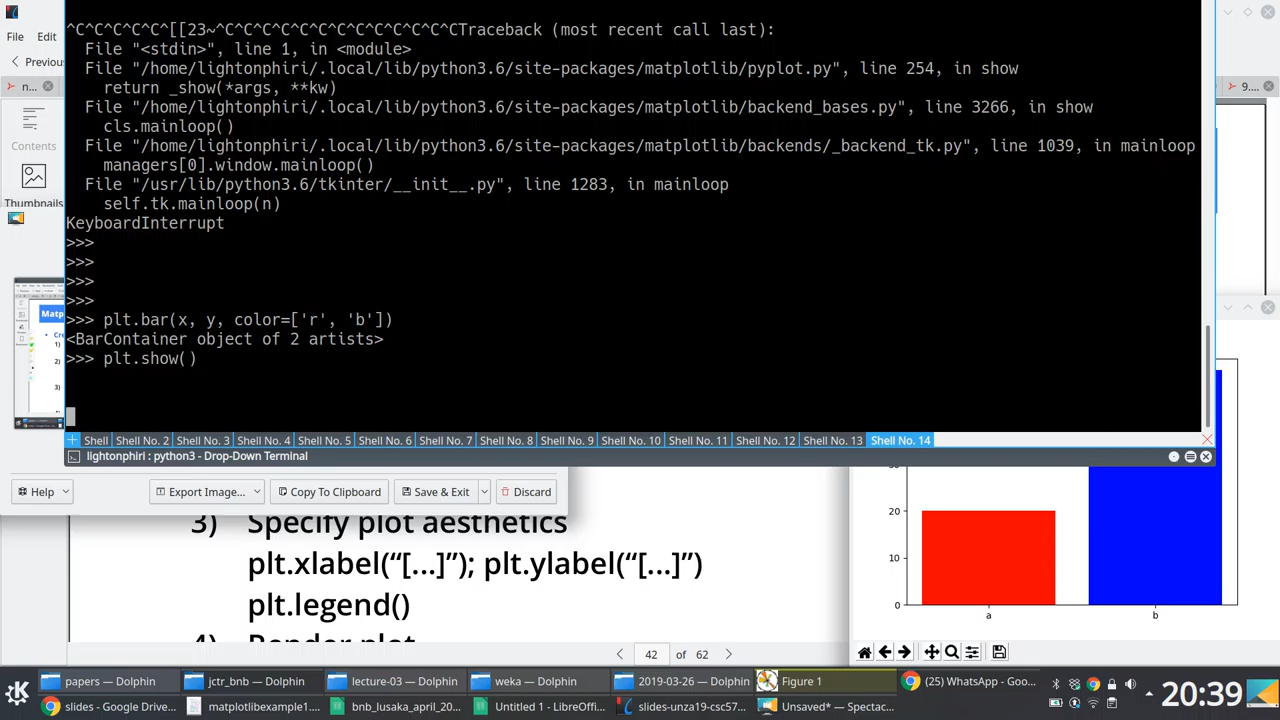 ^C^C^C^C^C^[[23~^C^C^C^C^C^C^C^C^C^C^C^C^CTraceback (most recent call last):
File "<stdin>", line 1, in <module>
File "/home/lightonphiri/.local/lib/python3.6/site-packages/matplotlib/pyplot.py", line 254, in show
return _show(*args, **kw)
File "/home/lightonphiri/.local/lib/python3.6/site-packages/matplotlib/backend_bases.py", line 3266, in show
cls.mainloop()
File "/home/lightonphiri/.local/lib/python3.6/site-packages/matplotlib/backends/_backend_tk.py", line 1039, in mainloop
managers[0].window.mainloop()
File "/usr/lib/python3.6/tkinter/__init__.py", line 1283, in mainloop
self.tk.mainloop(n)
KeyboardInterrupt
>>>
>>>
>>>
>>>
>>> plt.bar(x, y, color=['r', 'b'])
<BarContainer object of 2 artists>
>>> plt.show()
File Edit
Previous
n...
9....
Contents
Thumbnails
Shell Shell No. 2 Shell No. 3 Shell No. 4 Shell No. 5 Shell No. 6 Shell No. 7 Shell No. 8 Shell No. 9 Shell No. 10 Shell No. 11 Shell No. 12 Shell No. 13 Shell No. 14
lightonphiri : python3 - Drop-Down Terminal
Help Export Image... Copy To Clipboard Save & Exit Discard
3) Specify plot aesthetics
plt.xlabel(“[...]”); plt.ylabel(“[...]”)
plt.legend()
4) Render plot
20
10
0
a b
42 of 62
papers — Dolphin jctr_bnb — Dolphin lecture-03 — Dolphin weka — Dolphin 2019-03-26 — Dolphin Figure 1 (25) WhatsApp - Goo...
slides - Google Drive... matplotlibexample1.... bnb_lusaka_april_20... Untitled 1 - LibreOffi... slides-unza19-csc57... Unsaved* — Spectac...
20:39